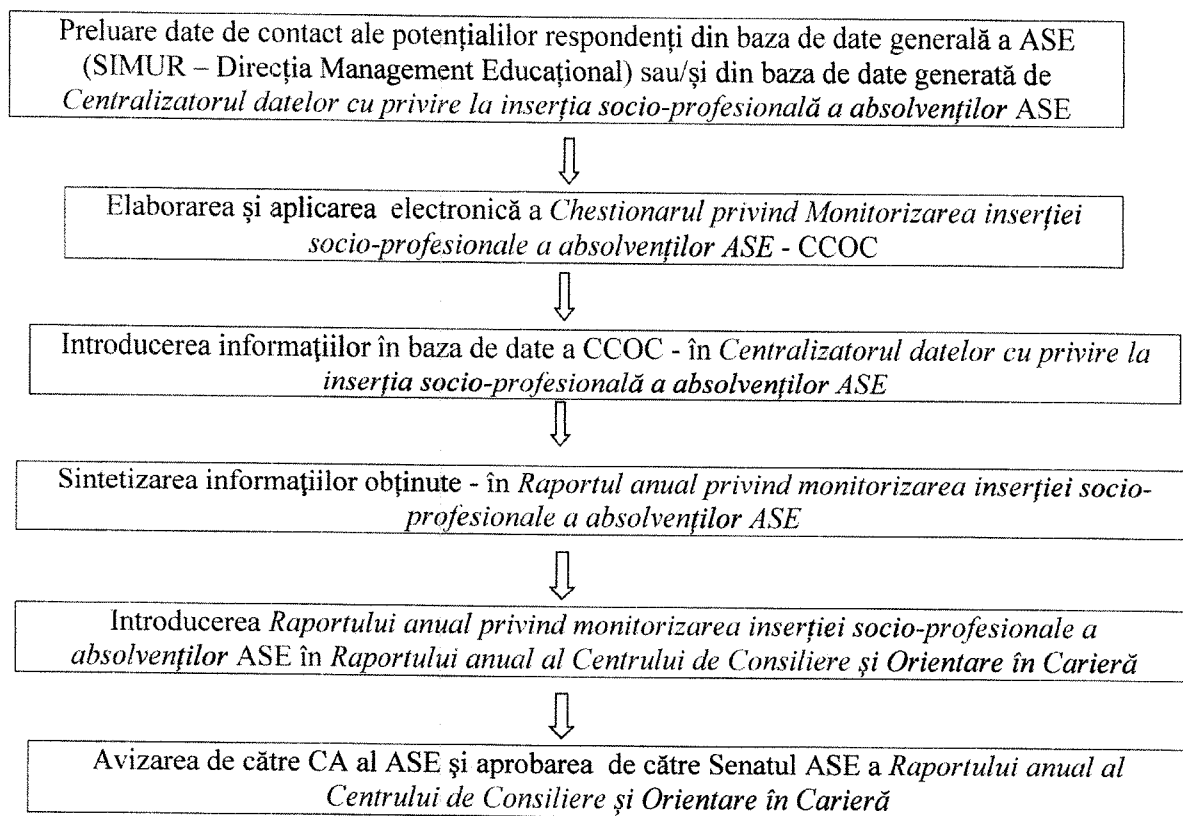 Preluare date de contact ale potențialilor respondenți din baza de date generală a ASE
(SIMUR – Direcția Management Educațional) sau/și din baza de date generată de
Centralizatorul datelor cu privire la inserția socio-profesională a absolvenților ASE
Elaborarea și aplicarea electronică a Chestionarul privind Monitorizarea inserției
socio-profesionale a absolvenților ASE - CCOC
Introducerea informațiilor în baza de date a CCOC - în Centralizatorul datelor cu privire la
inserția socio-profesională a absolvenților ASE
Sintetizarea informațiilor obținute - în Raportul anual privind monitorizarea inserției socio-
profesionale a absolvenților ASE
Introducerea Raportului anual privind monitorizarea inserției socio-profesionale a
absolvenților ASE în Raportului anual al Centrului de Consiliere și Orientare în Carieră
Avizarea de către CA al ASE și aprobarea de către Senatul ASE a Raportului anual al
Centrului de Consiliere și Orientare în Carieră